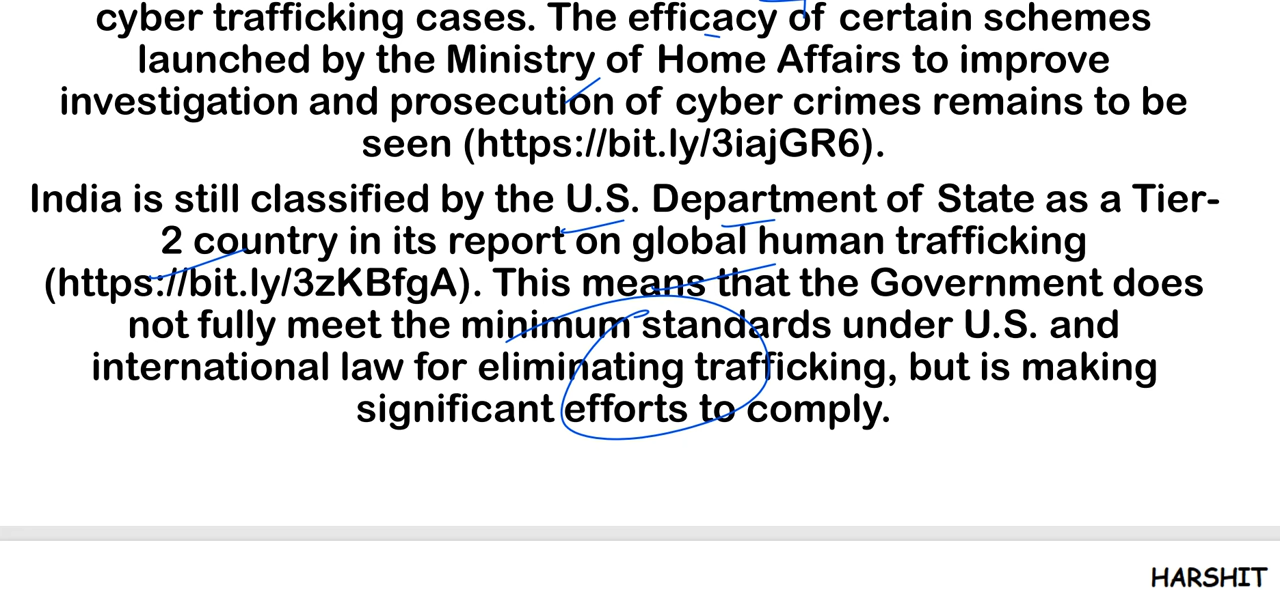 cyber trafficking cases. The efficacy of certain schemes
launched by the Ministry of Home Affairs to improve
investigation and prosecution of cyber crimes remains to be
seen (https://bit.ly/3iajGR6).
India is still classified by the U.S. Department of State as a Tier-
2 country in its report on global human trafficking
(https://bit.ly/3zKBfgA). This means that the Government does
not fully meet the minimum standards under U.S. and
international law for eliminating trafficking, but is making
significant efforts to comply.
HARSHIT